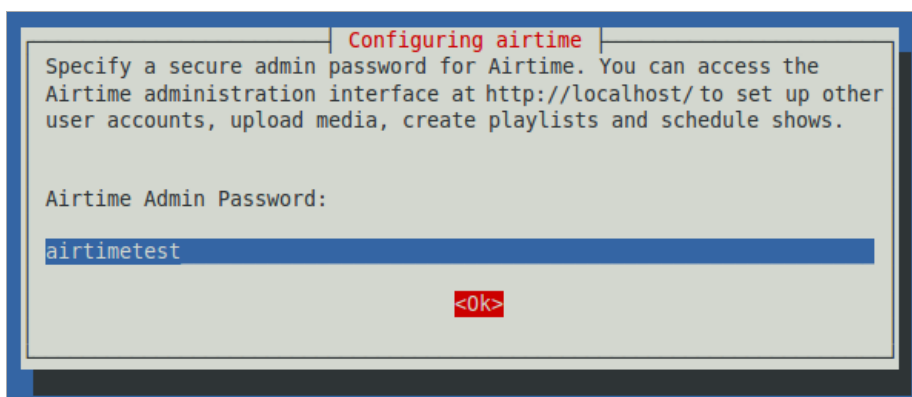 Configuring airtime
Specify a secure admin password for Airtime. You can access the
Airtime administration interface at http://localhost/ to set up other
user accounts, upload media, create playlists and schedule shows.
Airtime Admin Password:
airtimetest
<Ok>